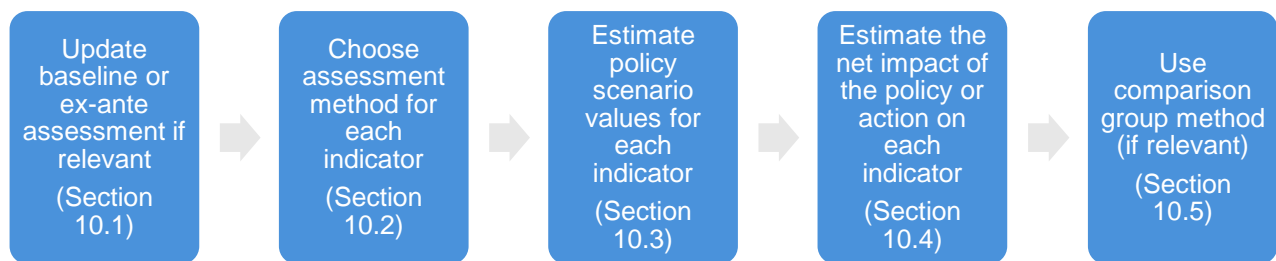 Update
baseline or
ex-ante
assessment if
relevant
(Section
10.1)
Choose
assessment
method for
each
indicator
(Section
10.2)
Estimate
policy
scenario
values for
each
indicator
(Section
10.3)
Estimate the
net impact of
the policy or
action on
each
indicator
(Section
10.4)
Use
comparison
group method
(if relevant)
(Section
10.5)